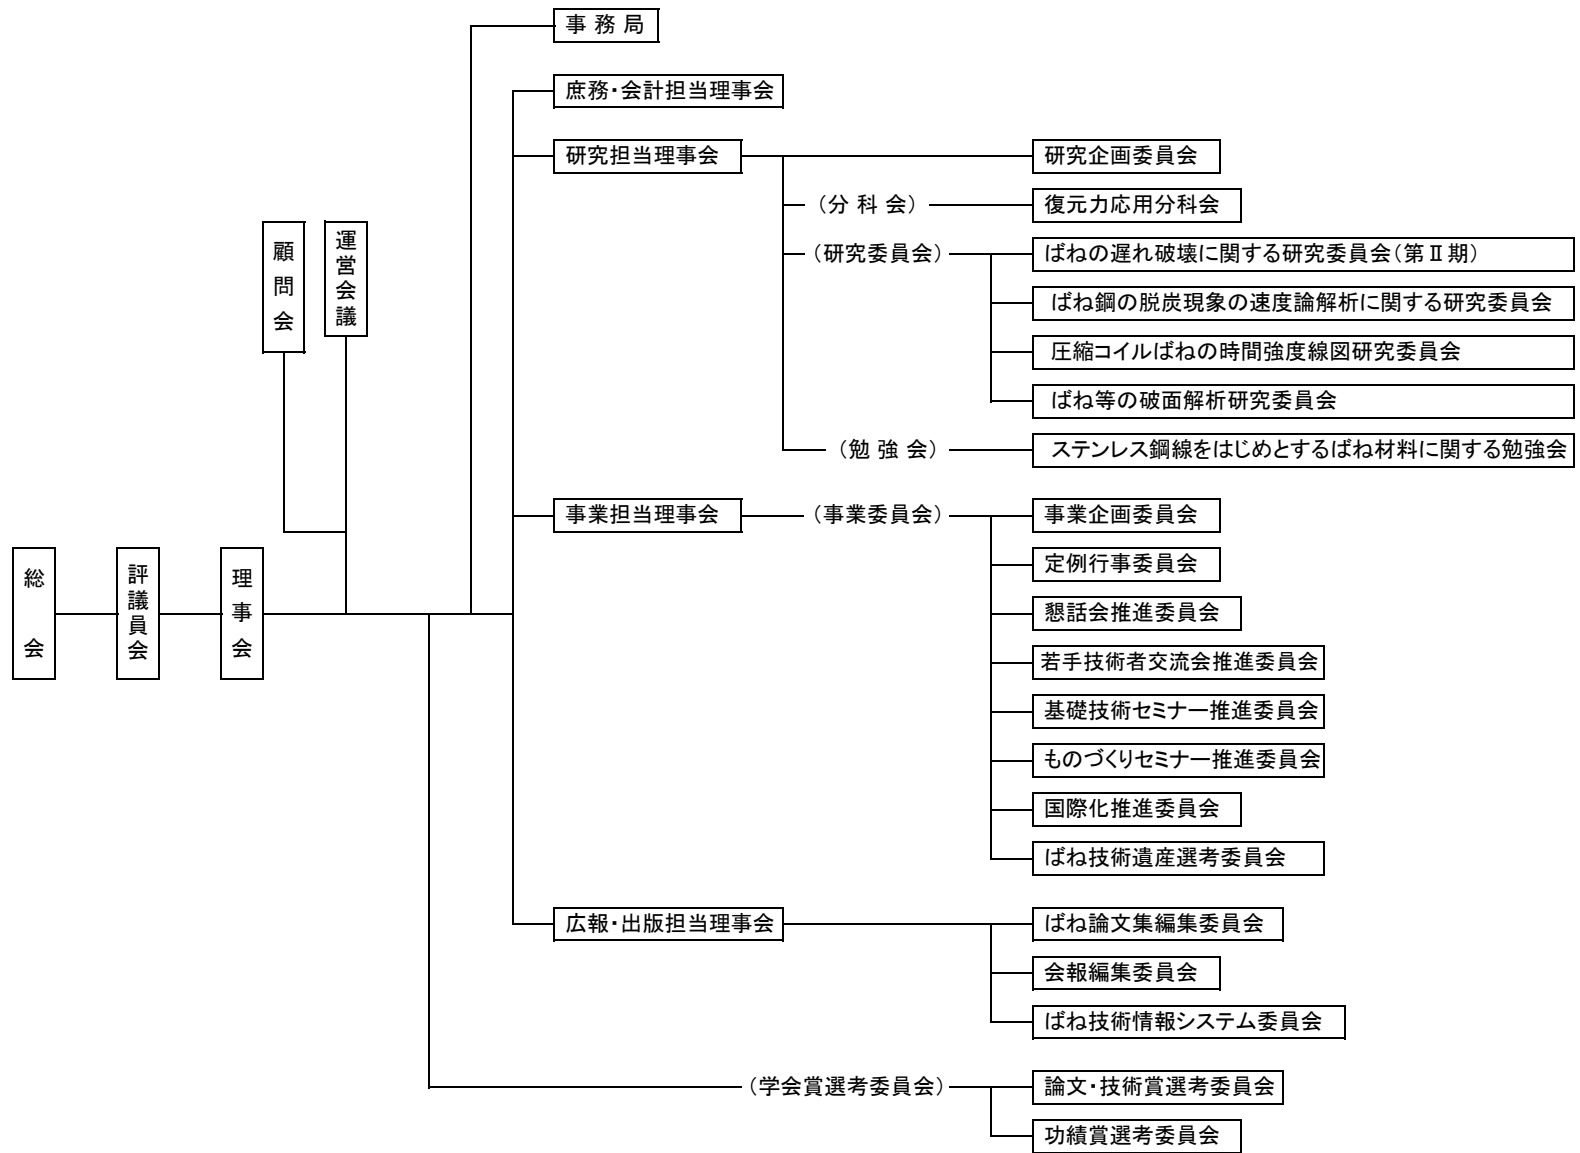 事 務 局
庶務・会計担当理事会
研究担当理事会
研究企画委員会
（分 科 会）
復元力応用分科会
（研究委員会）
ばねの遅れ破壊に関する研究委員会（第Ⅱ期）
ばね鋼の脱炭現象の速度論解析に関する研究委員会
圧縮コイルばねの時間強度線図研究委員会
ばね等の破面解析研究委員会
（勉 強 会）
ステンレス鋼線をはじめとするばね材料に関する勉強会
顧問会
運営会議
事業担当理事会
（事業委員会）
事業企画委員会
定例行事委員会
懇話会推進委員会
若手技術者交流会推進委員会
基礎技術セミナー推進委員会
ものづくりセミナー推進委員会
国際化推進委員会
ばね技術遺産選考委員会
総会
評議員会
理事会
広報・出版担当理事会
ばね論文集編集委員会
会報編集委員会
ばね技術情報システム委員会
（学会賞選考委員会）
論文・技術賞選考委員会
功績賞選考委員会